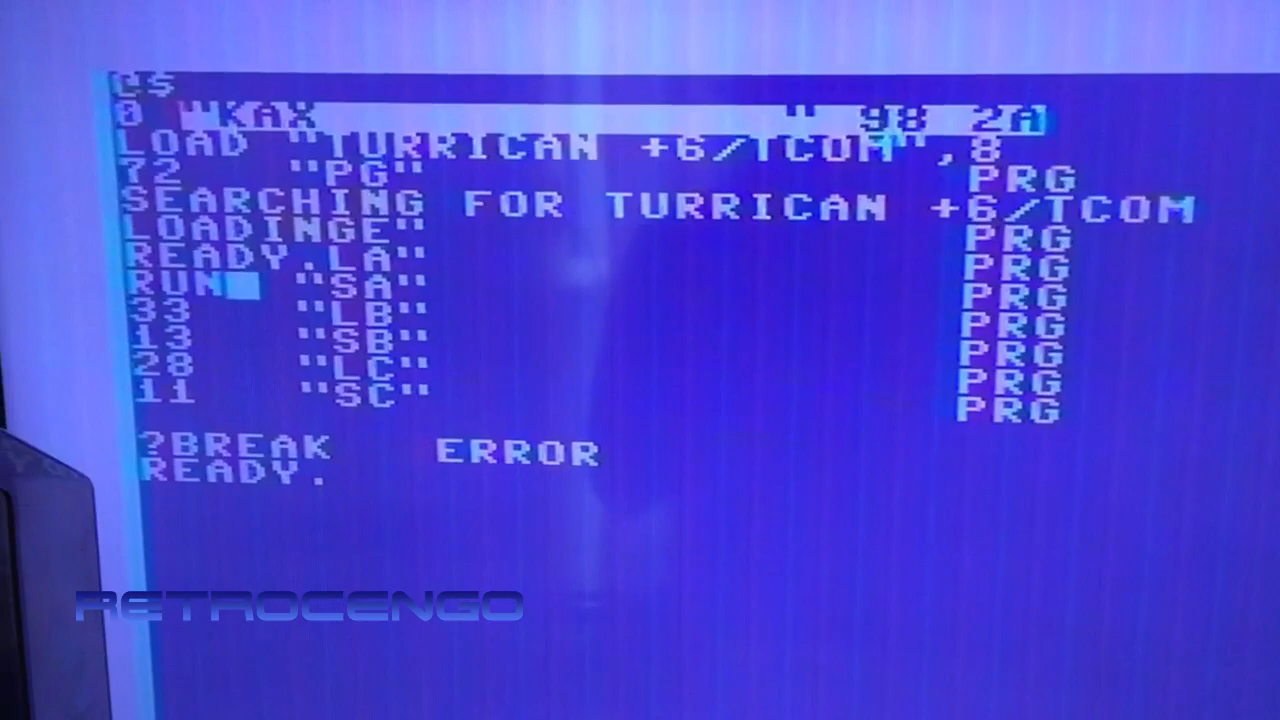 @$
0 "KAX " 98 2A
LOAD "TURRICAN +6/TCOM",8
72 "PG" PRG
SEARCHING FOR TURRICAN +6/TCOM
LOADINGE" PRG
READY.LA" PRG
RUN "SA" PRG
33 "LB" PRG
13 "SB" PRG
28 "LC" PRG
11 "SC" PRG
?BREAK ERROR
READY.
RETROCENGO